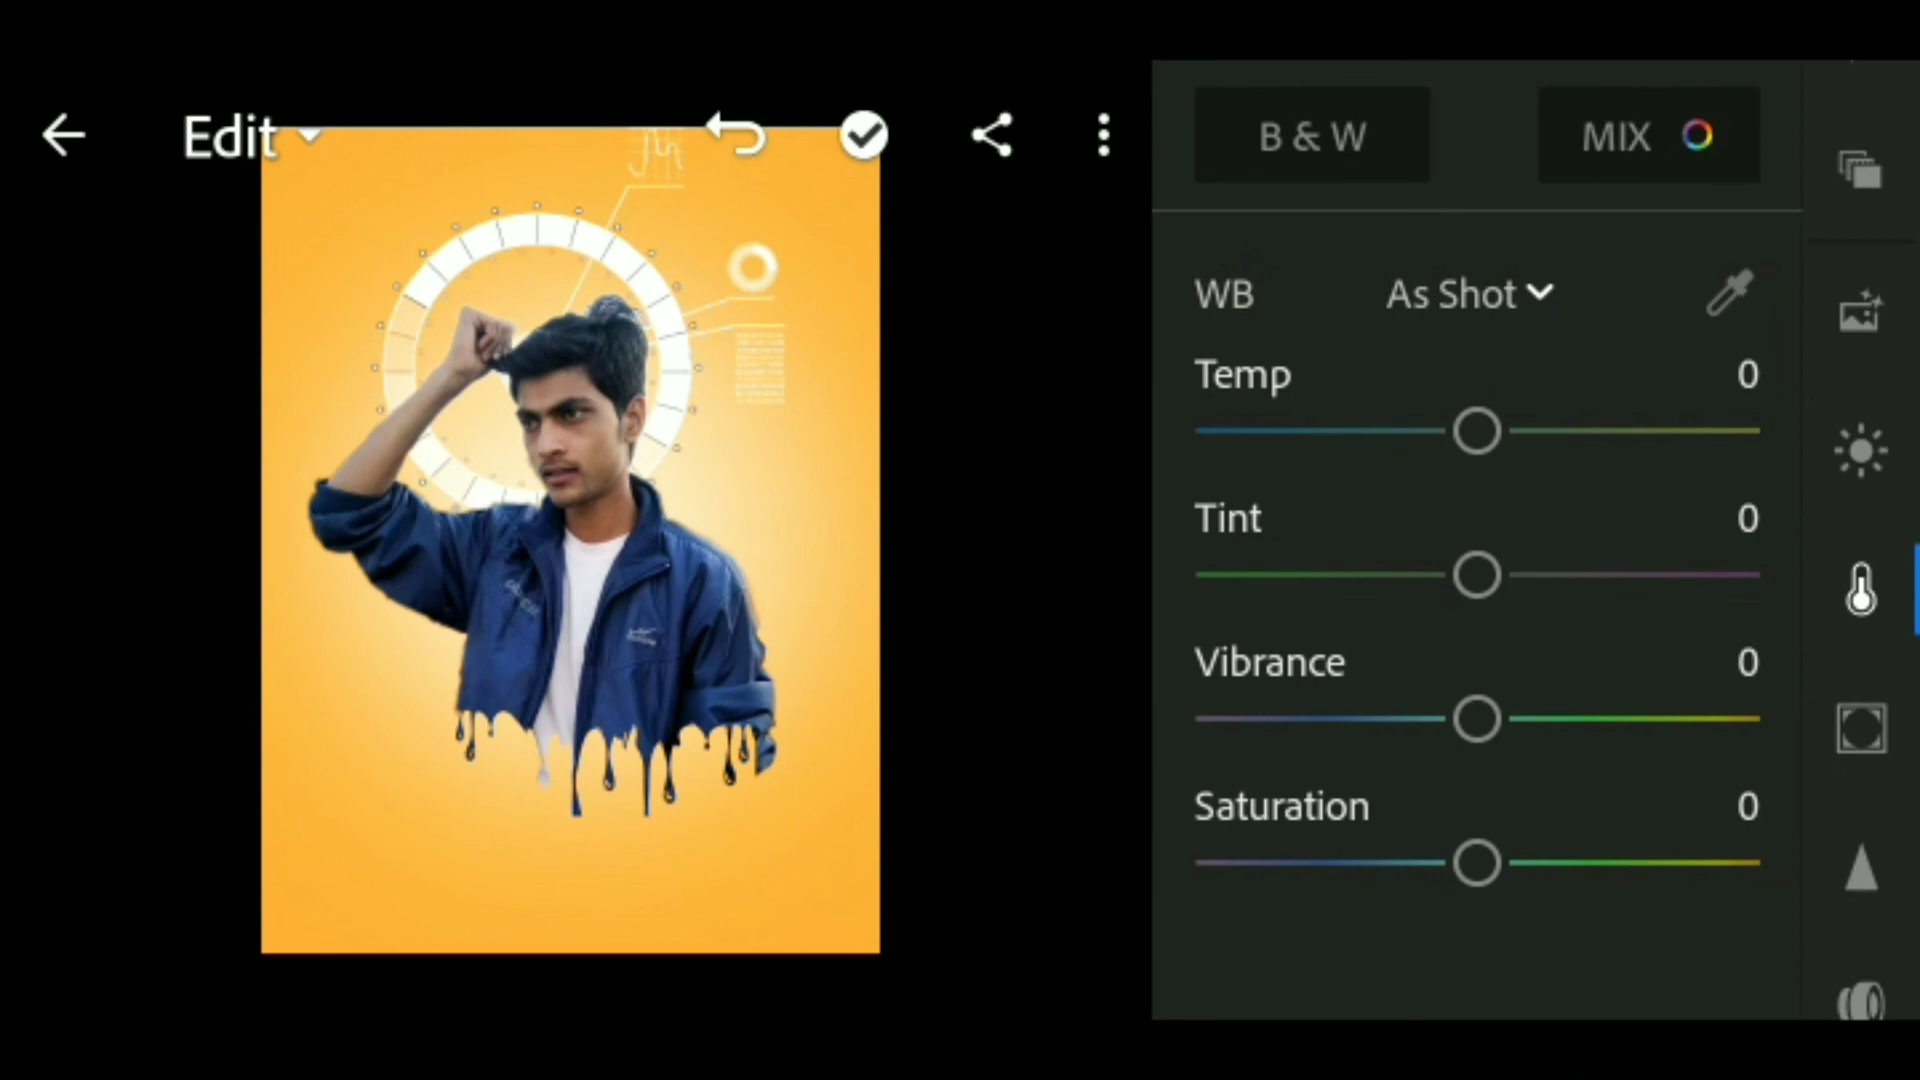 Edit
B & W
MIX
WB
As Shot
Temp
0
Tint
0
Vibrance
0
Saturation
0